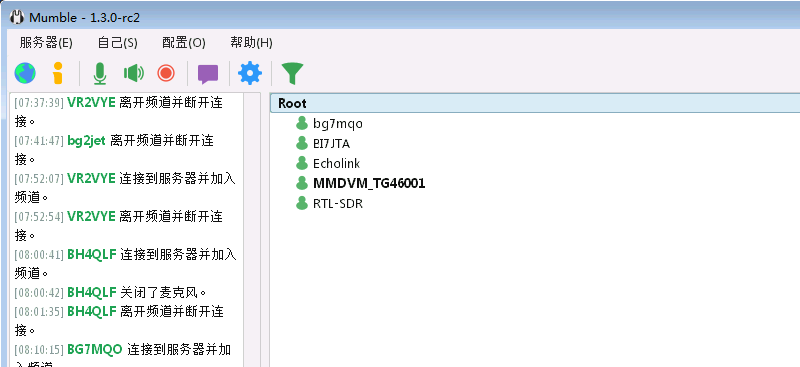 Mumble - 1.3.0-rc2
服务器(E) 自己(S) 配置(O) 帮助(H)
[07:37:39] VR2VYE 离开频道并断开连
接。
[07:41:47] bg2jet 离开频道并断开连
接。
[07:52:07] VR2VYE 连接到服务器并加入
频道。
[07:52:54] VR2VYE 离开频道并断开连
接。
[08:00:41] BH4QLF 连接到服务器并加入
频道。
[08:00:42] BH4QLF 关闭了麦克风。
[08:01:35] BH4QLF 离开频道并断开连
接。
[08:10:15] BG7MQO 连接到服务器并加
入频道
Root
bg7mqo
BI7JTA
Echolink
MMDVM_TG46001
RTL-SDR